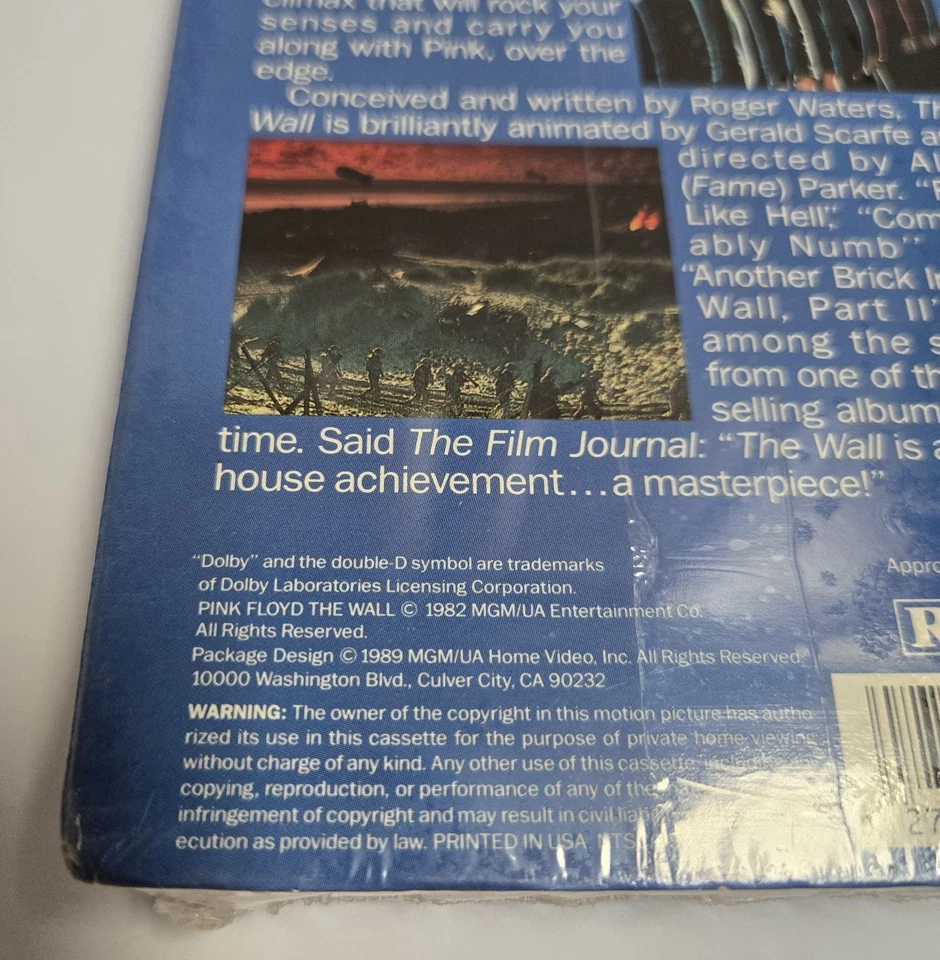 climax that will rock your
senses and carry you
along with Pink, over the
edge.
Conceived and written by Roger Waters, Th
Wall is brilliantly animated by Gerald Scarfe a
directed by Al
(Fame) Parker. "
Like Hell", "Com
ably Numb"
"Another Brick I
Wall, Part II"
among the s
from one of th
selling album
time. Said The Film Journal: "The Wall is a
house achievement...a masterpiece!"
"Dolby" and the double-D symbol are trademarks
of Dolby Laboratories Licensing Corporation.
PINK FLOYD THE WALL © 1982 MGM/UA Entertainment Co.
All Rights Reserved.
Package Design © 1989 MGM/UA Home Video, Inc. All Rights Reserved.
10000 Washington Blvd., Culver City, CA 90232
WARNING: The owner of the copyright in this motion picture has autho
rized its use in this cassette for the purpose of private home viewing
without charge of any kind. Any other use of this cassette
copying, reproduction, or performance of any of the
infringement of copyright and may result in civil
ecution as provided by law. PRINTED IN USA. NTS
Appro
R
27